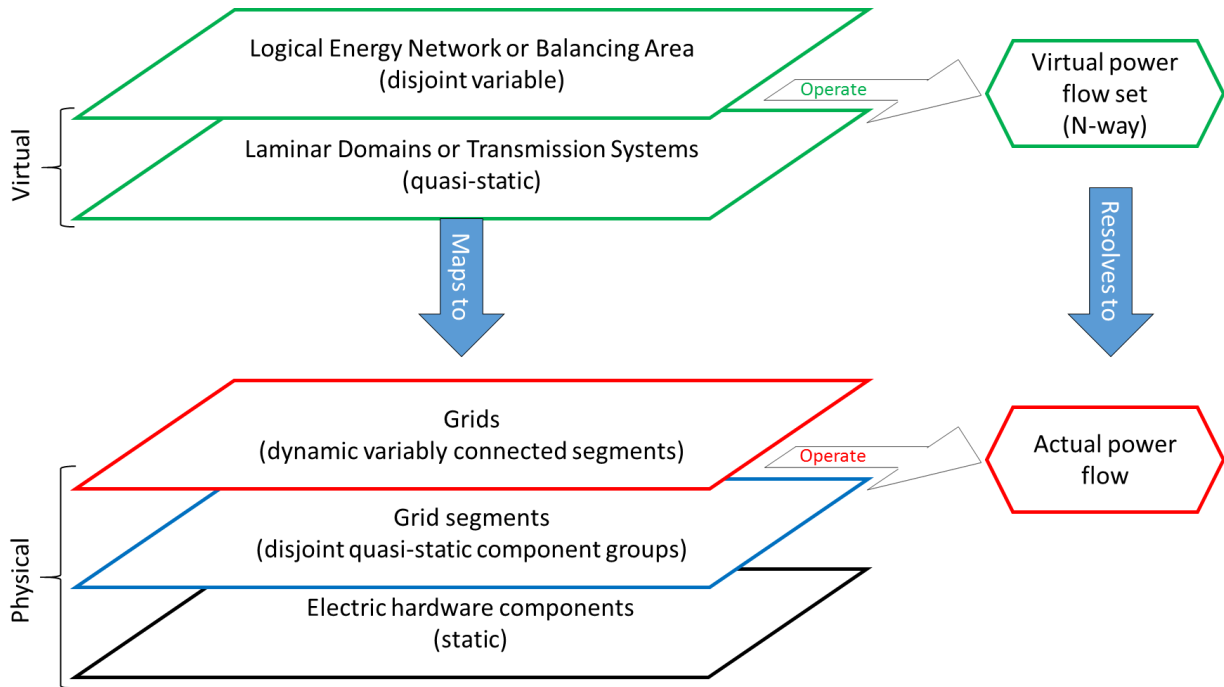 Logical Energy Network or Balancing Area
(disjoint variable)
Operate
Virtual power
flow set
(N-way)
Virtual
Laminar Domains or Transmission Systems
(quasi-static)
Maps to
Resolves to
Grids
(dynamic variably connected segments)
Operate
Actual power
flow
Physical
Grid segments
(disjoint quasi-static component groups)
Electric hardware components
(static)